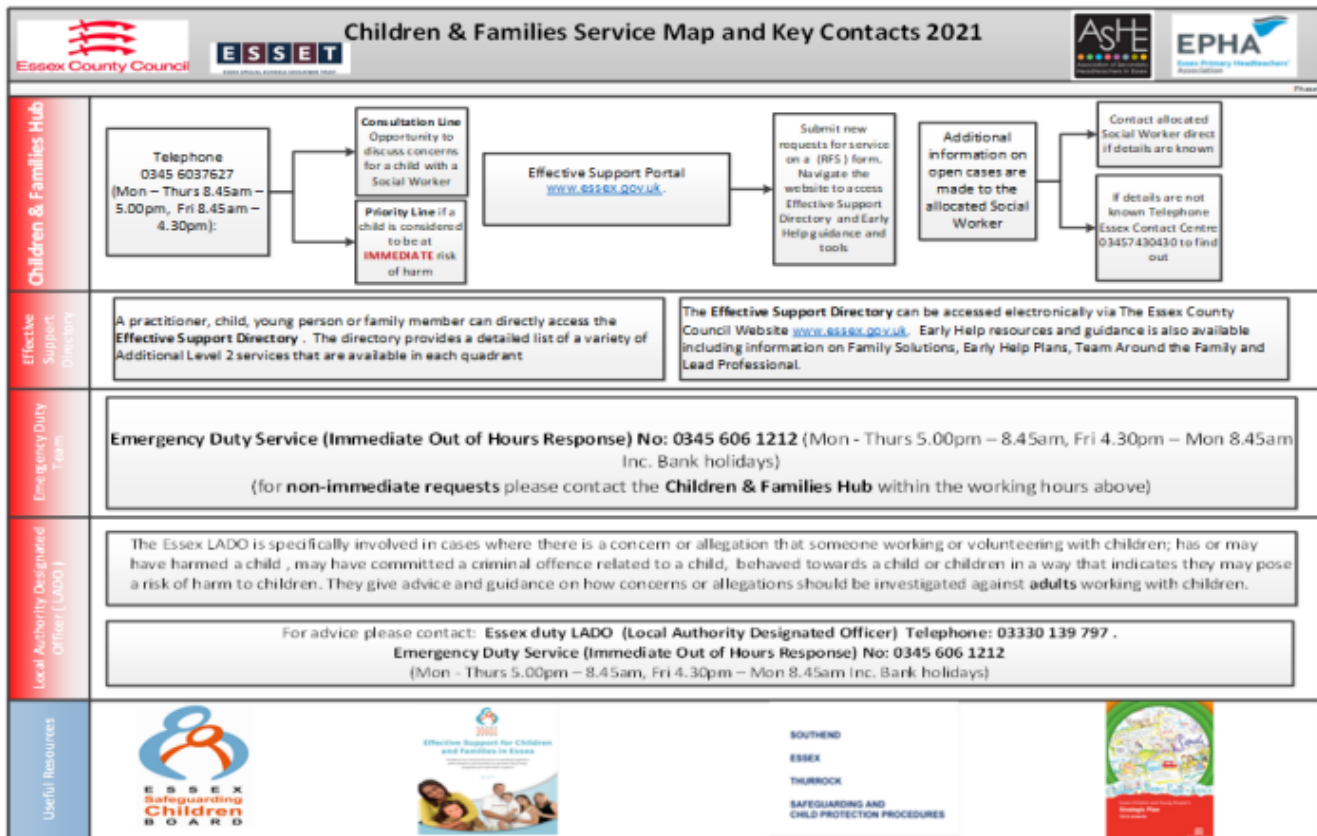 Children & Families Service Map and Key Contacts 2021
Essex County Council
ESSET
ASHE
Association of Secondary
Headteachers in Essex
EPHA
Essex Primary Headteachers'
Association
Children & Families Hub
Telephone
0345 6037627
(Mon – Thurs 8.45am –
5.00pm, Fri 8.45am –
4.30pm):
Consultation Line
Opportunity to
discuss concerns
for a child with a
Social Worker
Priority Line if a
child is considered
to be at
IMMEDIATE risk
of harm
Effective Support Portal
www.essex.gov.uk.
Submit new
requests for service
on a (RFS) form.
Navigate the
website to access
Effective Support
Directory and Early
Help guidance and
tools
Additional
information on
open cases are
made to the
allocated Social
Worker
Contact allocated
Social Worker direct
if details are known
If details are not
known Telephone
Essex Contact Centre
03457430430 to find
out
Effective
Support
Directory
A practitioner, child, young person or family member can directly access the
Effective Support Directory . The directory provides a detailed list of a variety of
Additional Level 2 services that are available in each quadrant
The Effective Support Directory can be accessed electronically via The Essex County
Council Website www.essex.gov.uk. Early Help resources and guidance is also available
including information on Family Solutions, Early Help Plans, Team Around the Family and
Lead Professional.
Emergency Duty
Team
Emergency Duty Service (Immediate Out of Hours Response) No: 0345 606 1212 (Mon - Thurs 5.00pm – 8.45am, Fri 4.30pm – Mon 8.45am
Inc. Bank holidays)
(for non-immediate requests please contact the Children & Families Hub within the working hours above)
Local Authority Designated
Officer ( LADO )
The Essex LADO is specifically involved in cases where there is a concern or allegation that someone working or volunteering with children; has or may
have harmed a child , may have committed a criminal offence related to a child, behaved towards a child or children in a way that indicates they may pose
a risk of harm to children. They give advice and guidance on how concerns or allegations should be investigated against adults working with children.
For advice please contact: Essex duty LADO (Local Authority Designated Officer) Telephone: 03330 139 797 .
Emergency Duty Service (Immediate Out of Hours Response) No: 0345 606 1212
(Mon - Thurs 5.00pm – 8.45am, Fri 4.30pm – Mon 8.45am Inc. Bank holidays)
Useful Resources
ESSEX
Safeguarding
Children
BOARD
Effective Support for Children
and Families in Essex
SOUTHEND
ESSEX
THURROCK
SAFEGUARDING AND
CHILD PROTECTION PROCEDURES
Strategic Plan